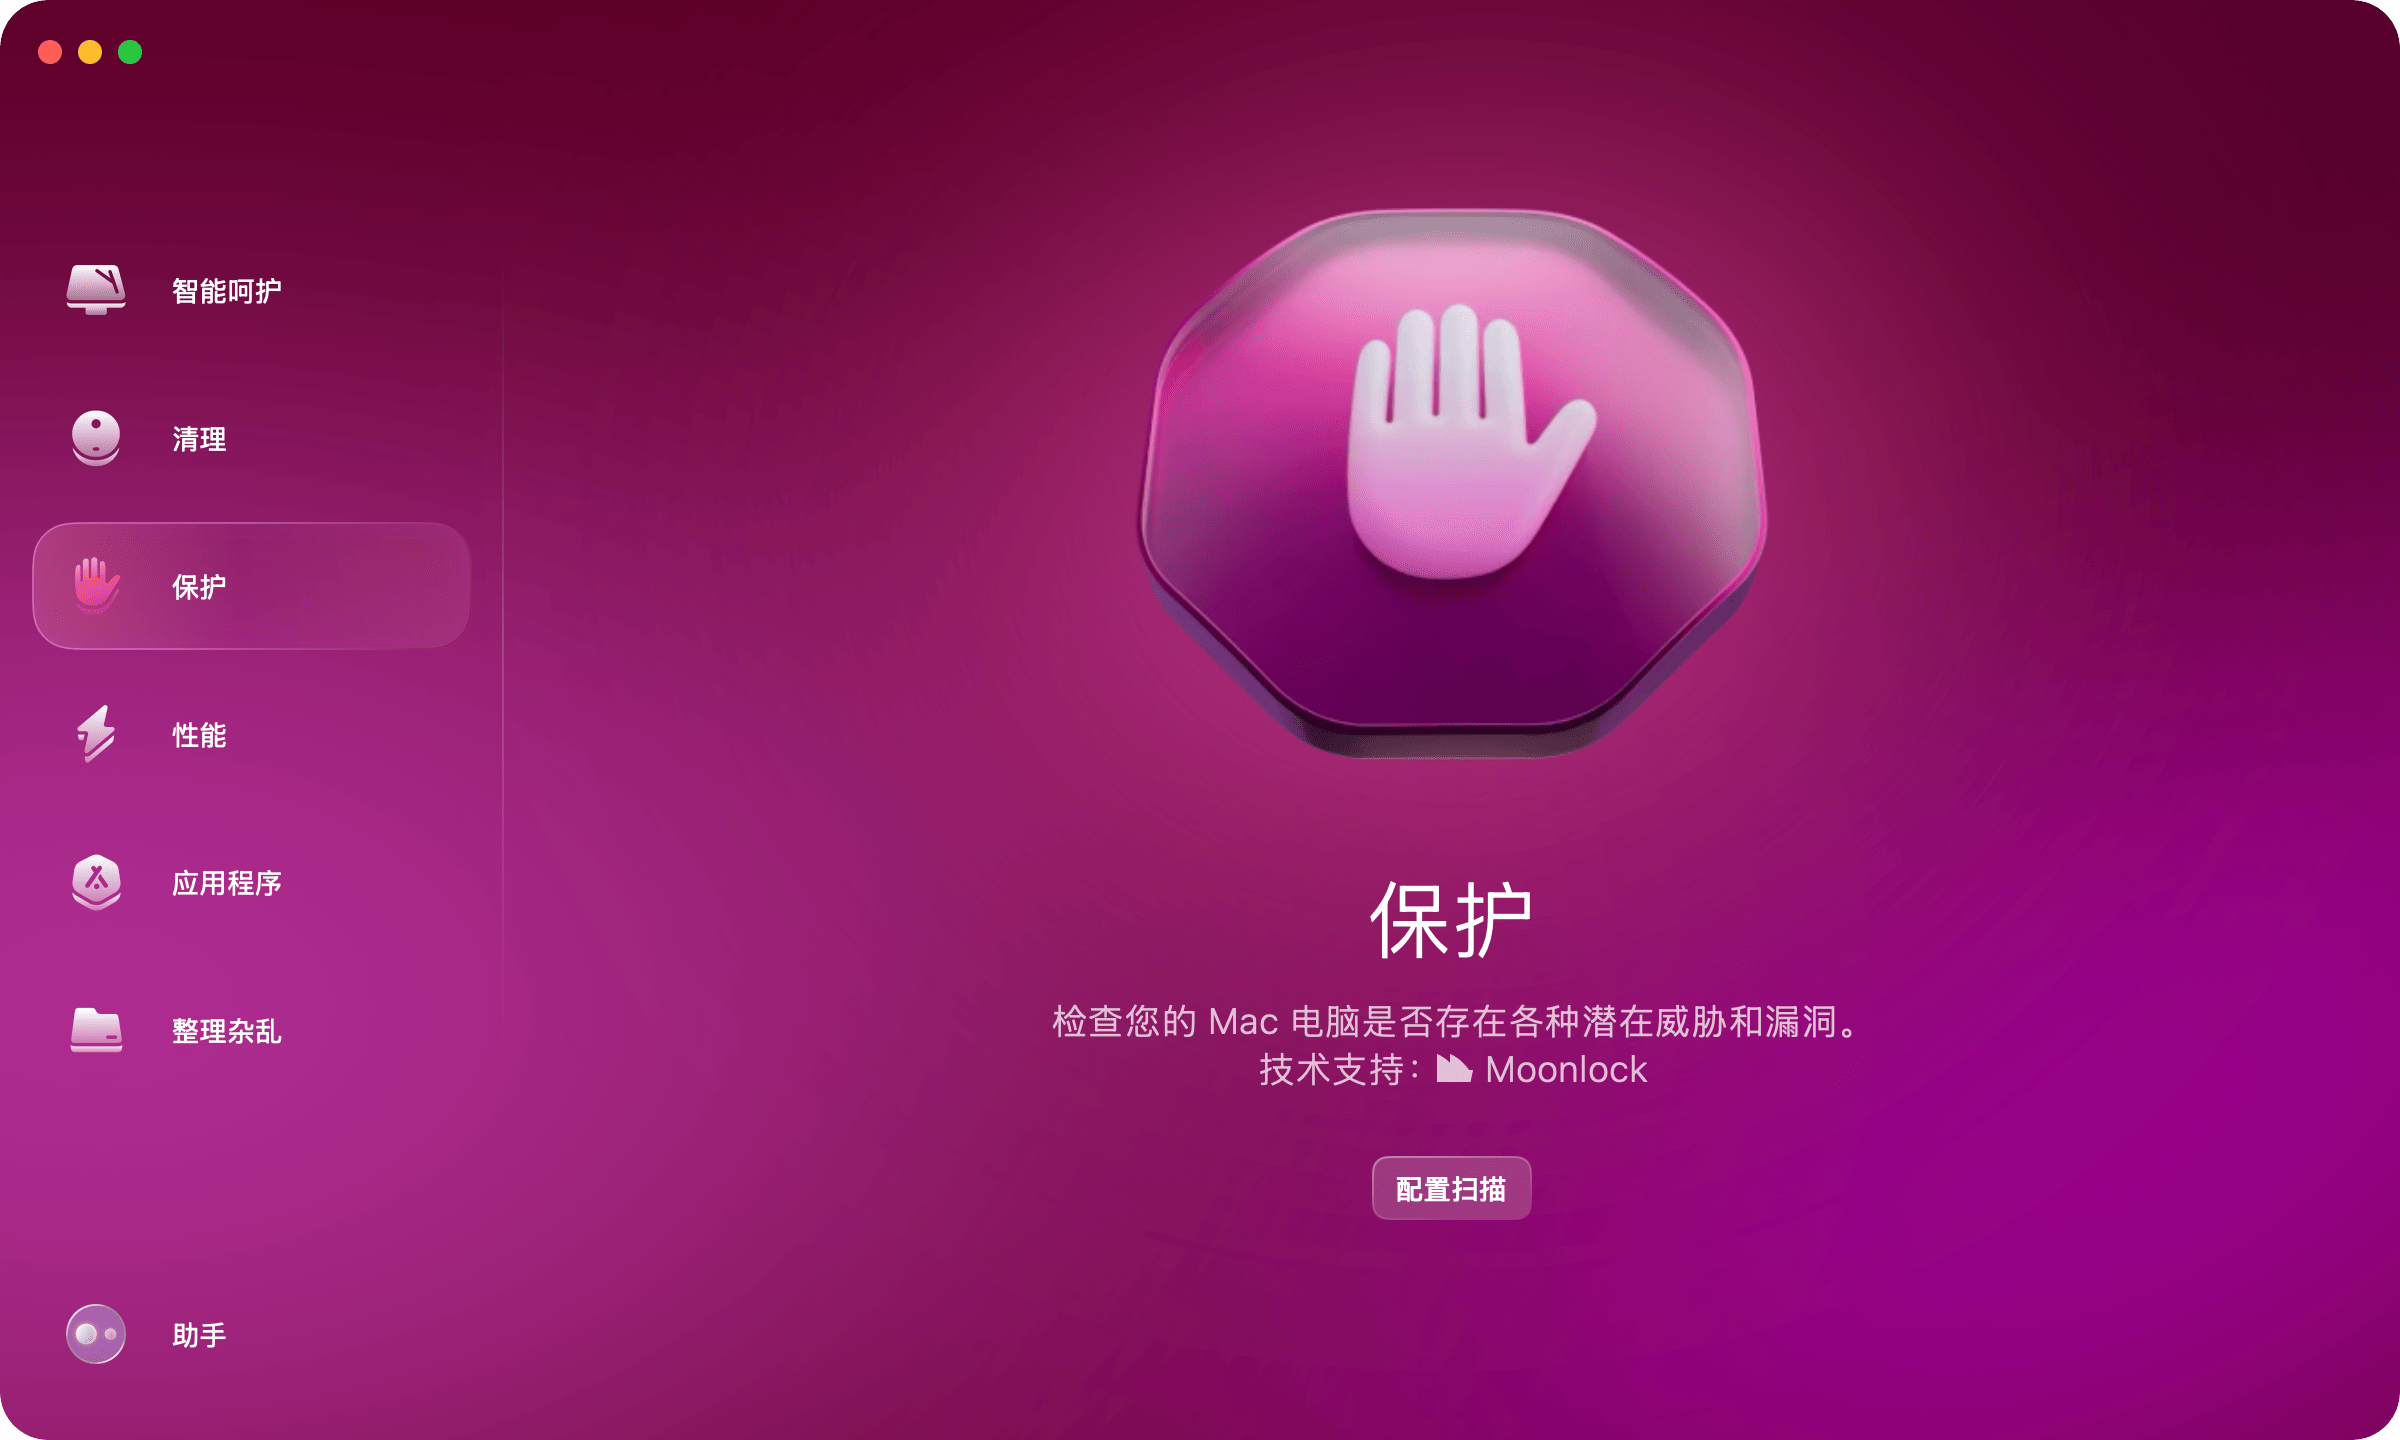 智能呵护
清理
保护
性能
应用程序
整理杂乱
助手
保护
检查您的 Mac 电脑是否存在各种潜在威胁和漏洞。
技术支持： Moonlock
配置扫描